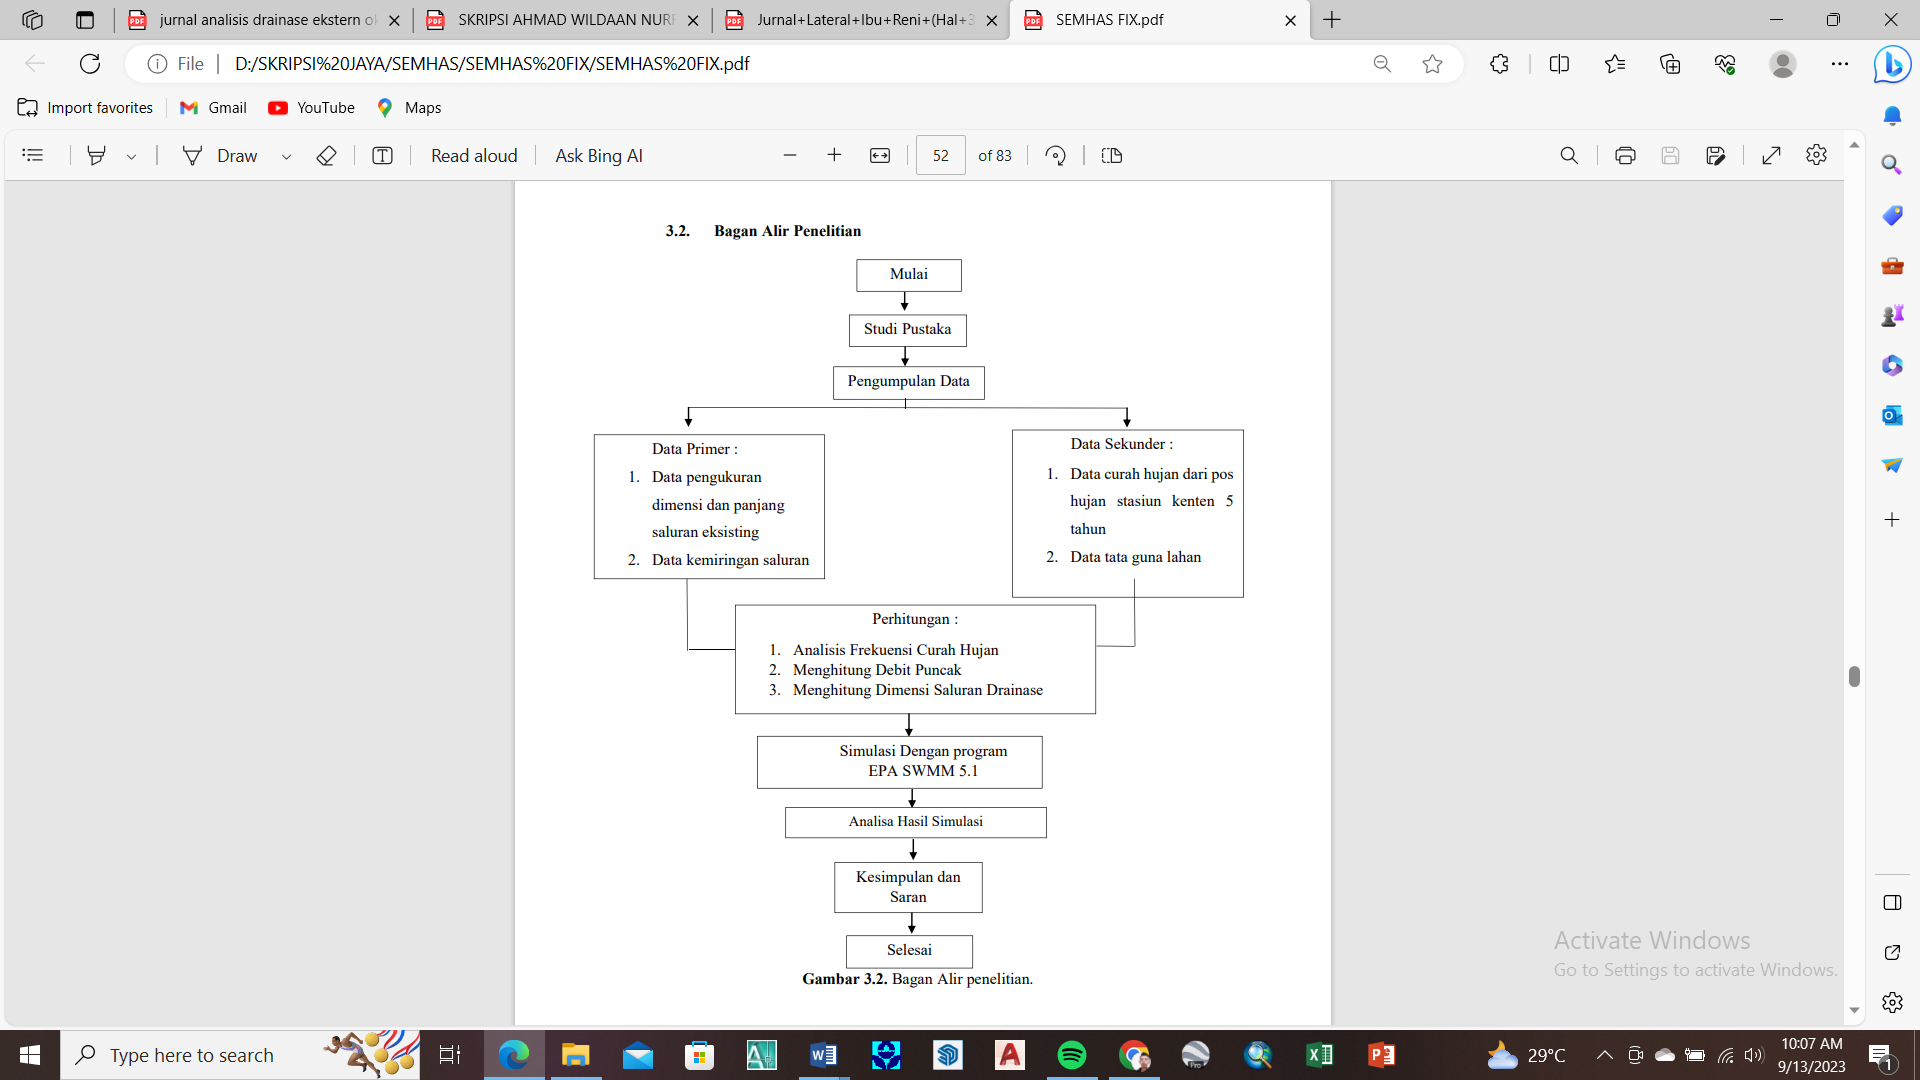 jurnal analisis drainase ekstern
SKRIPSI AHMAD WILDAAN
Jurnal+Lateral+Ibu+Reni+(Hal+3
SEMHAS FIX.pdf
File
D:/SKRIPSI%20JAYA/SEMHAS/SEMHAS%20FIX/SEMHAS%20FIX.pdf
Import favorites
Gmail
YouTube
Maps
Draw
Read aloud
Ask Bing AI
52
of 83
3.2. Bagan Alir Penelitian
Mulai
Studi Pustaka
Pengumpulan Data
Data Primer :
1. Data pengukuran
dimensi dan panjang
saluran eksisting
2. Data kemiringan saluran
Data Sekunder :
1. Data curah hujan dari pos
hujan stasiun kenten 5
tahun
2. Data tata guna lahan
Perhitungan :
1. Analisis Frekuensi Curah Hujan
2. Menghitung Debit Puncak
3. Menghitung Dimensi Saluran Drainase
Simulasi Dengan program
EPA SWMM 5.1
Analisa Hasil Simulasi
Kesimpulan dan
Saran
Selesai
Gambar 3.2. Bagan Alir penelitian.
Activate Windows
Go to Settings to activate Windows.
Type here to search
29°C
10:07 AM
9/13/2023
1